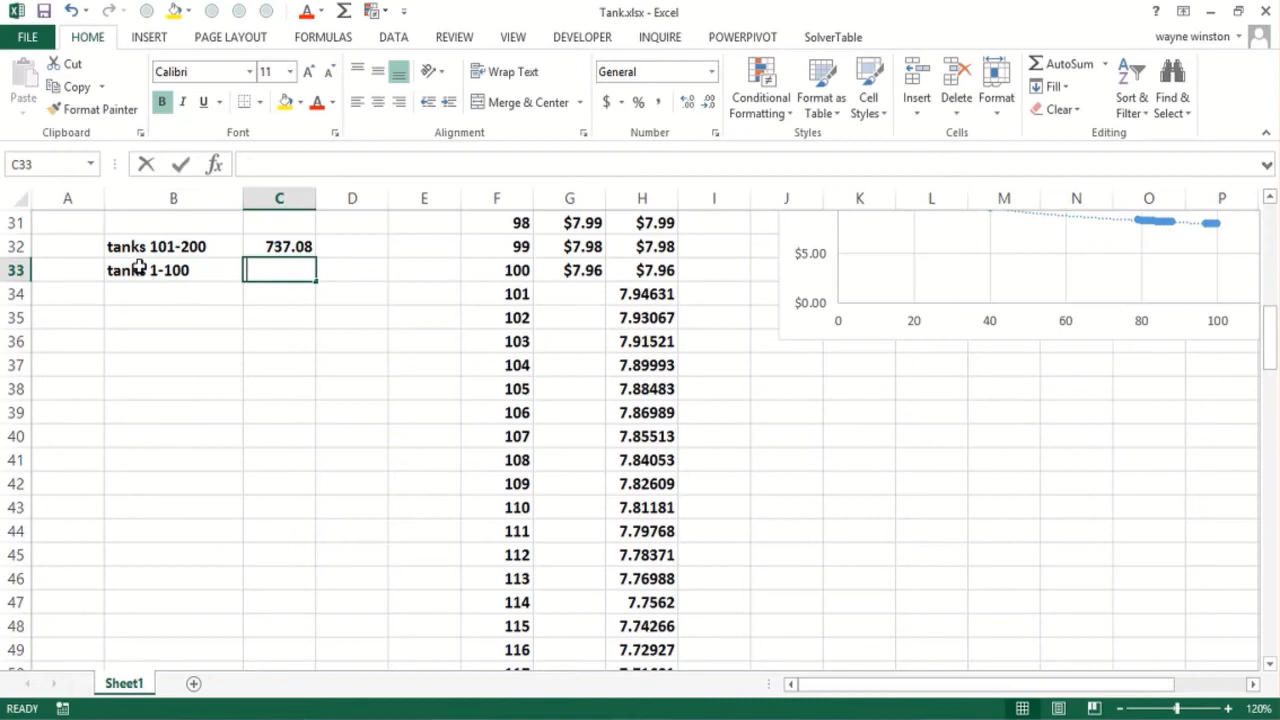 Tank.xlsx - Excel
FILE HOME INSERT PAGE LAYOUT FORMULAS DATA REVIEW VIEW DEVELOPER INQUIRE POWERPIVOT SolverTable wayne winston
Paste
Cut
Copy
Format Painter
Clipboard
Calibri 11
B I U
Font
Wrap Text
Merge & Center
Alignment
General
$ % ,
Number
Conditional Formatting
Format as Table
Cell Styles
Styles
Insert Delete Format
Cells
AutoSum
Fill
Clear
Sort & Filter
Find & Select
Editing
C33 fx
A B C D E F G H I J K L M N O P
31 98 $7.99 $7.99
32 tanks 101-200 737.08 99 $7.98 $7.98 $5.00
33 1-100 100 $7.96 $7.96
34 101 7.94631 $0.00
35 102 7.93067 0 20 40 60 80 100
36 103 7.91521
37 104 7.89993
38 105 7.88483
39 106 7.86989
40 107 7.85513
41 108 7.84053
42 109 7.82609
43 110 7.81181
44 111 7.79768
45 112 7.78371
46 113 7.76988
47 114 7.7562
48 115 7.74266
49 116 7.72927
Sheet1
READY 120%